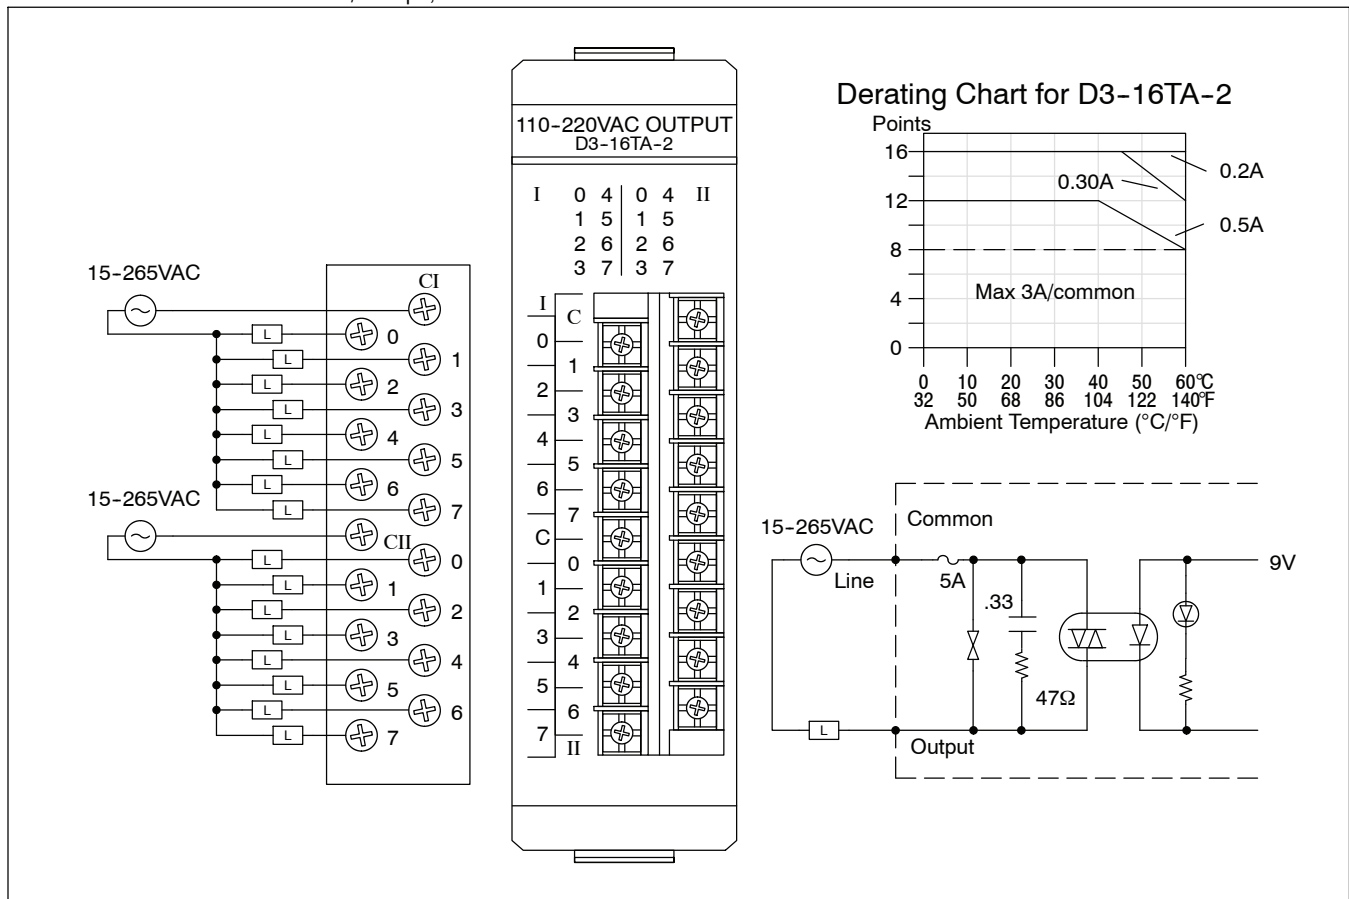 110-220VAC OUTPUT
D3-16TA-2
I 0 4 0 4 II
1 5 1 5
2 6 2 6
3 7 3 7
15-265VAC
CI
0
1
2
3
4
5
6
7
L
L
L
L
L
L
L
L
15-265VAC
CII
0
1
2
3
4
5
6
7
L
L
L
L
L
L
L
L
I
C
0
1
2
3
4
5
6
7
C
0
1
2
3
4
5
6
7
II
Derating Chart for D3-16TA-2
Points
16
12
8
4
0
0.2A
0.30A
0.5A
Max 3A/common
0 10 20 30 40 50 60°C
32 50 68 86 104 122 140°F
Ambient Temperature (°C/°F)
15-265VAC
Common
Line
5A
.33
47Ω
9V
L
Output